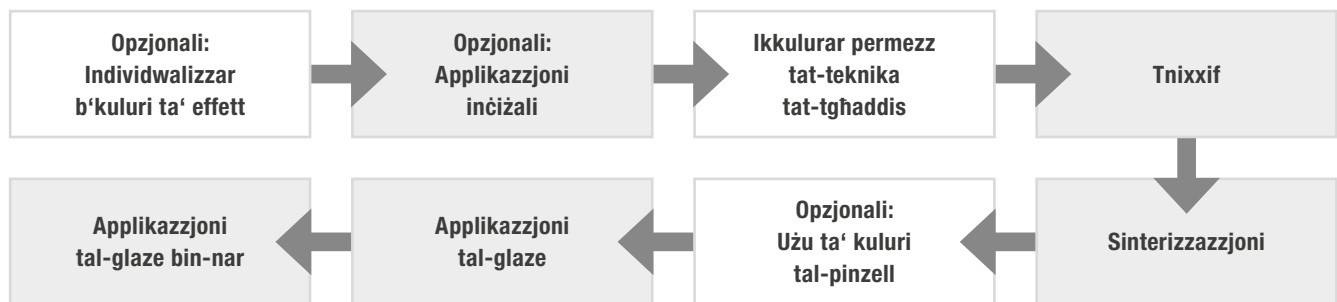 Opzjonali:
Individwalizzar
b‘kuluri ta‘ effett
Opzjonali:
Applikazzjoni
inċiżali
Ikkulurar permezz
tat-teknika
tat-tgħaddis
Tnixxif
Sinterizzazzjoni
Opzjonali:
Użu ta‘ kuluri
tal-pinzell
Applikazzjoni
tal-glaze
Applikazzjoni
tal-glaze bin-nar